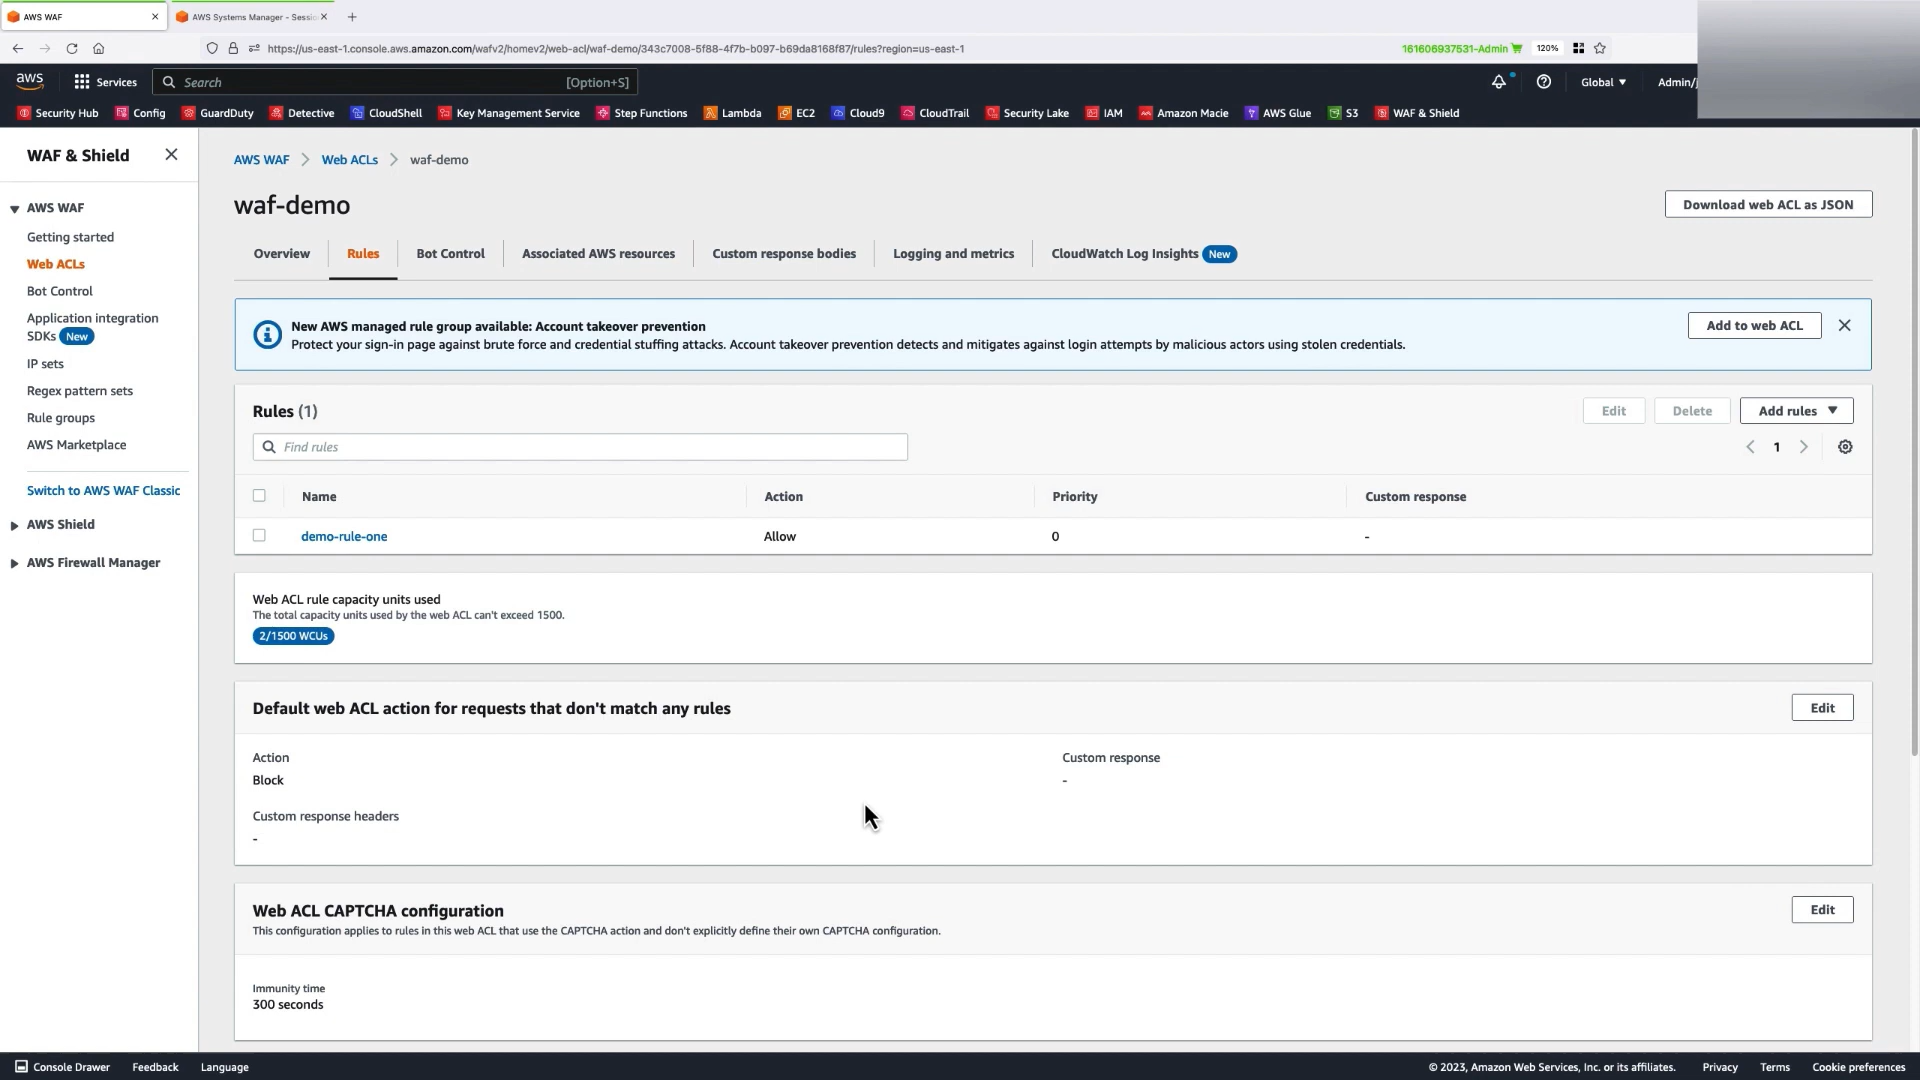 AWS WAF
AWS Systems Manager - Sessio
https://us-east-1.console.aws.amazon.com/wafv2/homev2/web-acl/waf-demo/343c7008-5f88-4f7b-b097-b69da8168f87/rules?region=us-east-1
161606937531-Admin
120%
aws
Services
Search
[Option+S]
Global
Admin/j
Security Hub
Config
GuardDuty
Detective
CloudShell
Key Management Service
Step Functions
Lambda
EC2
Cloud9
CloudTrail
Security Lake
IAM
Amazon Macie
AWS Glue
S3
WAF & Shield
WAF & Shield
AWS WAF
Getting started
Web ACLs
Bot Control
Application integration
SDKs New
IP sets
Regex pattern sets
Rule groups
AWS Marketplace
Switch to AWS WAF Classic
AWS Shield
AWS Firewall Manager
AWS WAF > Web ACLs > waf-demo
waf-demo
Download web ACL as JSON
Overview
Rules
Bot Control
Associated AWS resources
Custom response bodies
Logging and metrics
CloudWatch Log Insights New
New AWS managed rule group available: Account takeover prevention
Protect your sign-in page against brute force and credential stuffing attacks. Account takeover prevention detects and mitigates against login attempts by malicious actors using stolen credentials.
Add to web ACL
Rules (1)
Edit
Delete
Add rules
Find rules
1
Name
Action
Priority
Custom response
demo-rule-one
Allow
0
-
Web ACL rule capacity units used
The total capacity units used by the web ACL can't exceed 1500.
2/1500 WCUs
Default web ACL action for requests that don't match any rules
Edit
Action
Block
Custom response
-
Custom response headers
-
Web ACL CAPTCHA configuration
This configuration applies to rules in this web ACL that use the CAPTCHA action and don't explicitly define their own CAPTCHA configuration.
Edit
Immunity time
300 seconds
Console Drawer
Feedback
Language
© 2023, Amazon Web Services, Inc. or its affiliates.
Privacy
Terms
Cookie preferences